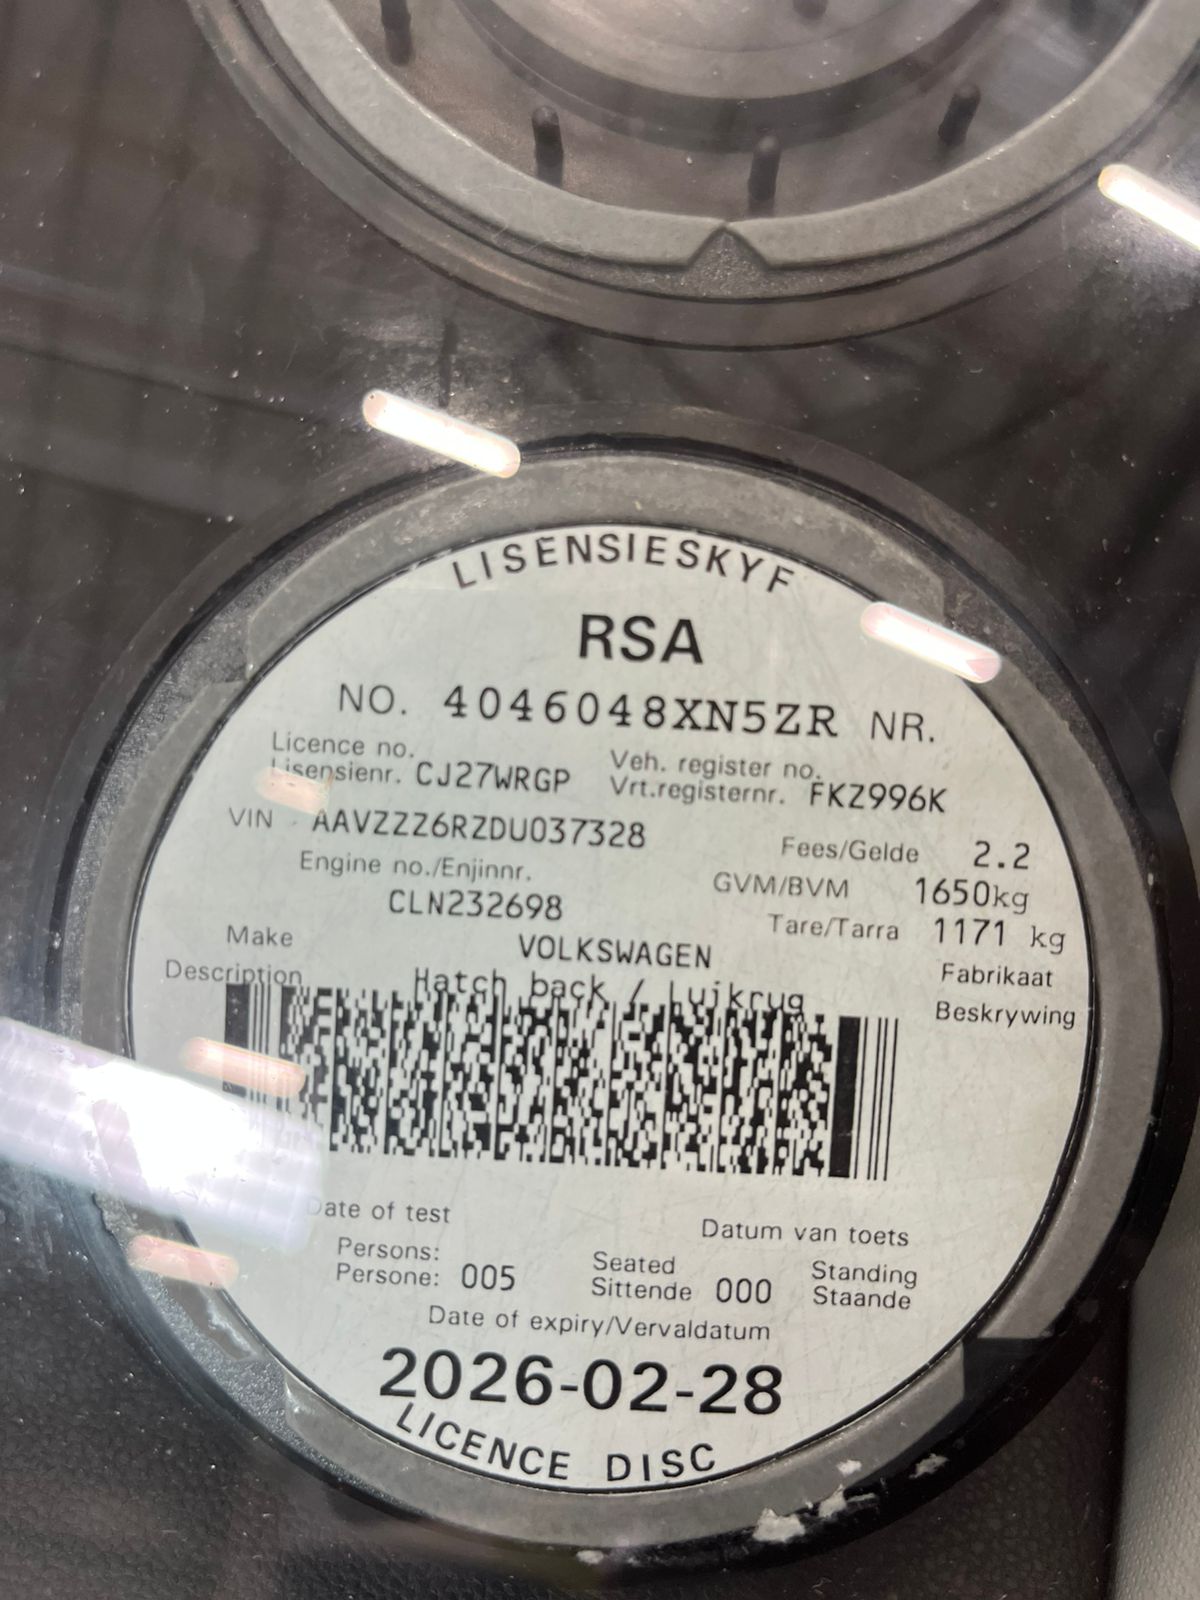 LISENSIESKYF
RSA
NO. 4046048XN5ZR NR.
Licence no.
Lisensienr. CJ27WRGP
Veh. register no.
Vrt.registernr. FKZ996K
VIN AAVZZZ6RZDU037328
Fees/Gelde 2.2
Engine no./Enjinnr.
CLN232698
GVM/BVM 1650kg
Tare/Tarra 1171 kg
Make VOLKSWAGEN Fabrikaat
Description Hatch back / Luikrug Beskrywing
Date of test Datum van toets
Persons:
Persone: 005
Seated
Sittende 000
Standing
Staande
Date of expiry/Vervaldatum
2026-02-28
LICENCE DISC